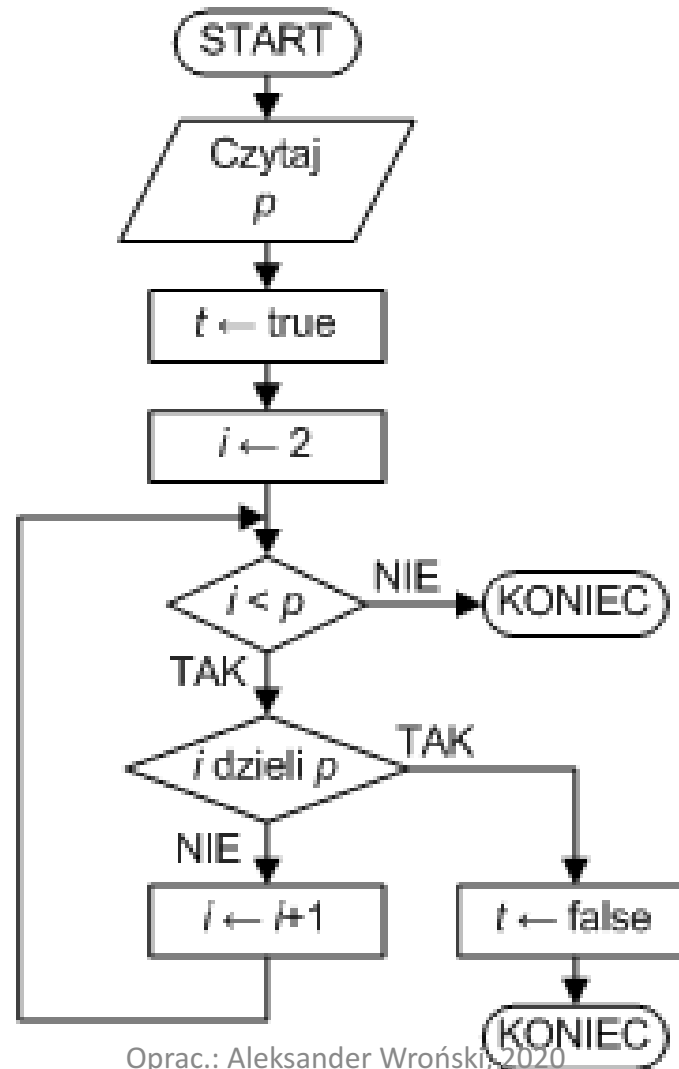 START
Czytaj
p
t ← true
i ← 2
i < p
NIE
KONIEC
TAK
i dzieli p
TAK
NIE
i ← i+1
t ← false
KONIEC
Oprac.: Aleksander Wroński, 2020